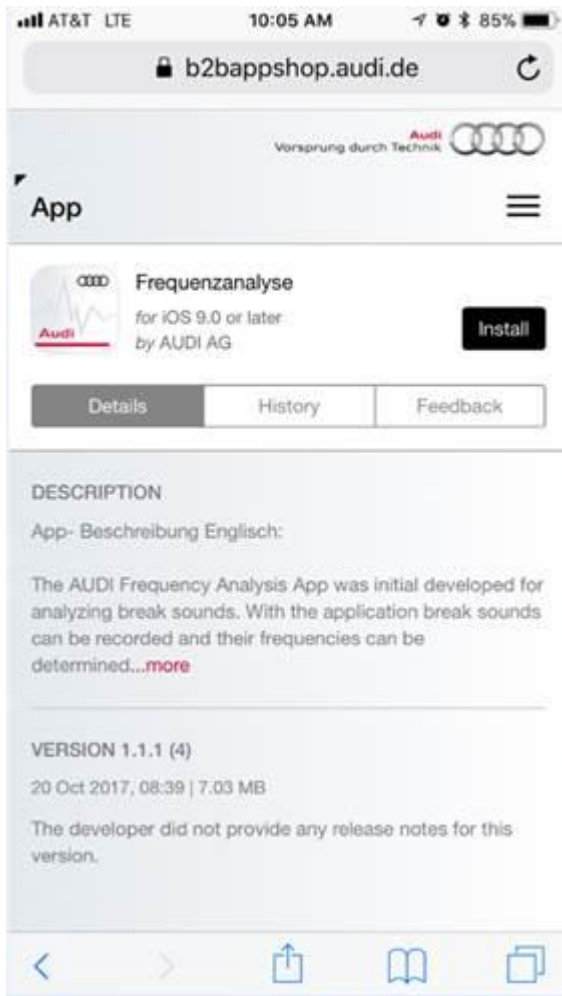 AT&T LTE 10:05 AM 85%
b2bappshop.audi.de
Audi
Vorsprung durch Technik
App
Audi
Frequenzanalyse
for iOS 9.0 or later
by AUDI AG
Install
Details History Feedback
DESCRIPTION
App- Beschreibung Englisch:
The AUDI Frequency Analysis App was initial developed for
analyzing break sounds. With the application break sounds
can be recorded and their frequencies can be
determined...more
VERSION 1.1.1 (4)
20 Oct 2017, 08:39 | 7.03 MB
The developer did not provide any release notes for this
version.